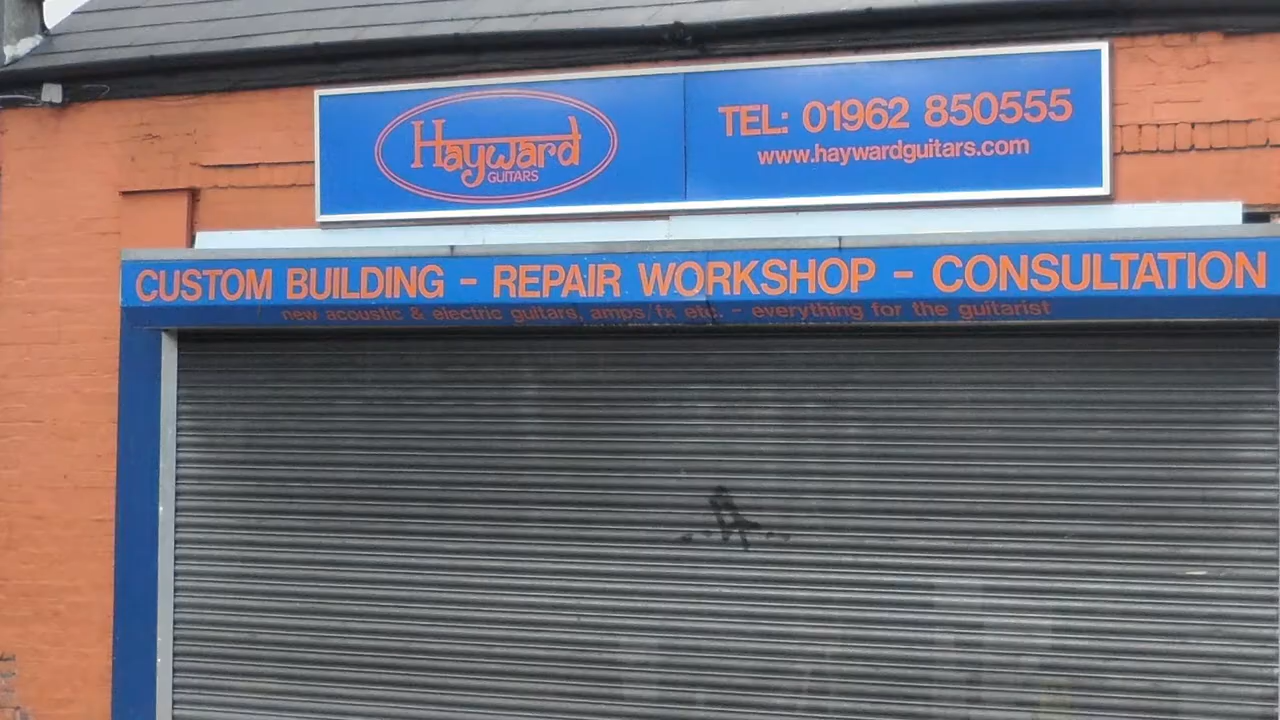 Hayward
GUITARS
TEL: 01962 850555
www.haywardguitars.com
CUSTOM BUILDING - REPAIR WORKSHOP - CONSULTATION
new acoustic & electric guitars, amps/fx etc. - everything for the guitarist